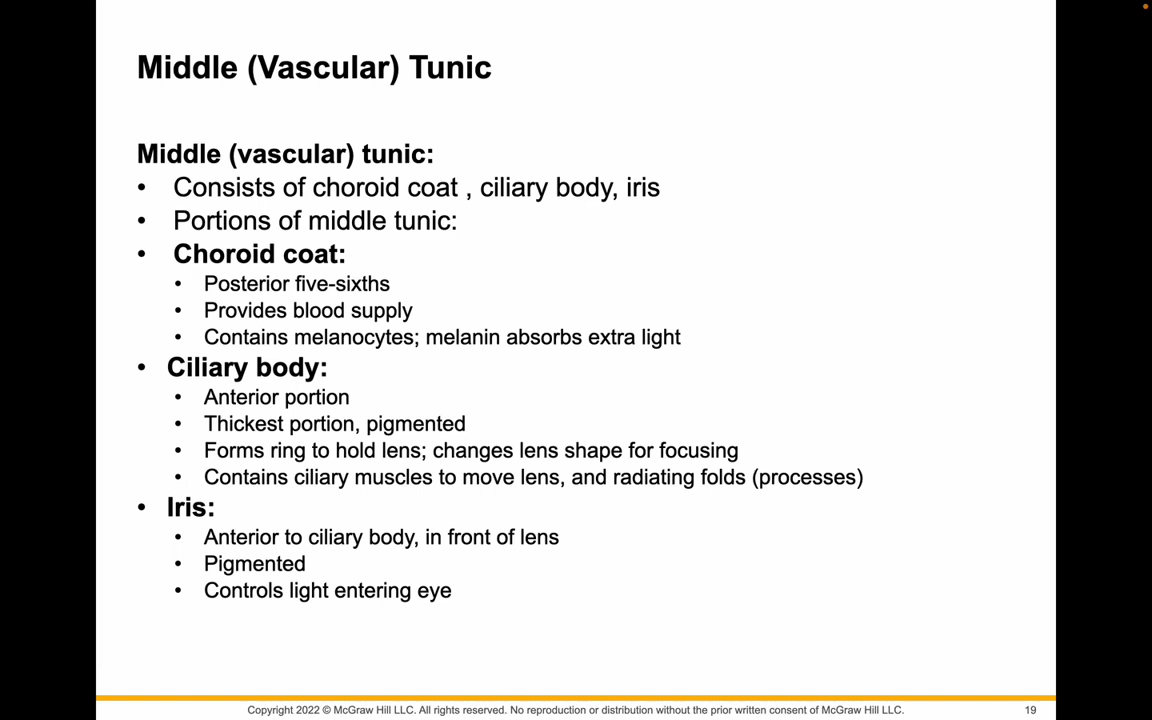 Middle (Vascular) Tunic
Middle (vascular) tunic:
• Consists of choroid coat , ciliary body, iris
• Portions of middle tunic:
• Choroid coat:
• Posterior five-sixths
• Provides blood supply
• Contains melanocytes; melanin absorbs extra light
• Ciliary body:
• Anterior portion
• Thickest portion, pigmented
• Forms ring to hold lens; changes lens shape for focusing
• Contains ciliary muscles to move lens, and radiating folds (processes)
• Iris:
• Anterior to ciliary body, in front of lens
• Pigmented
• Controls light entering eye
Copyright 2022 © McGraw Hill LLC. All rights reserved. No reproduction or distribution without the prior written consent of McGraw Hill LLC. 19